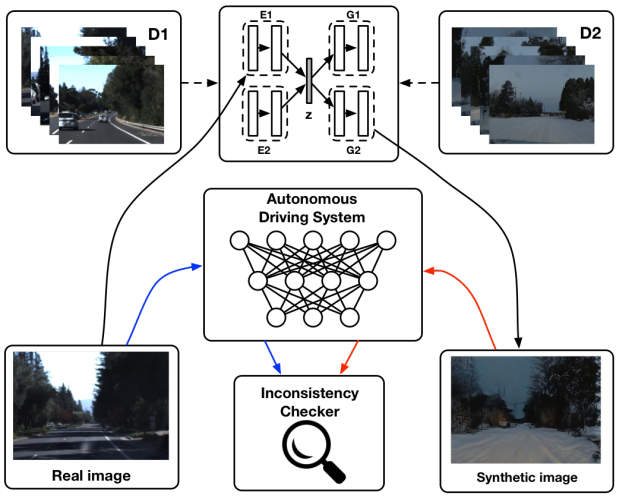 D1
E1
G1
D2
z
E2
G2
Autonomous
Driving System
Inconsistency
Checker
Real image
Synthetic image